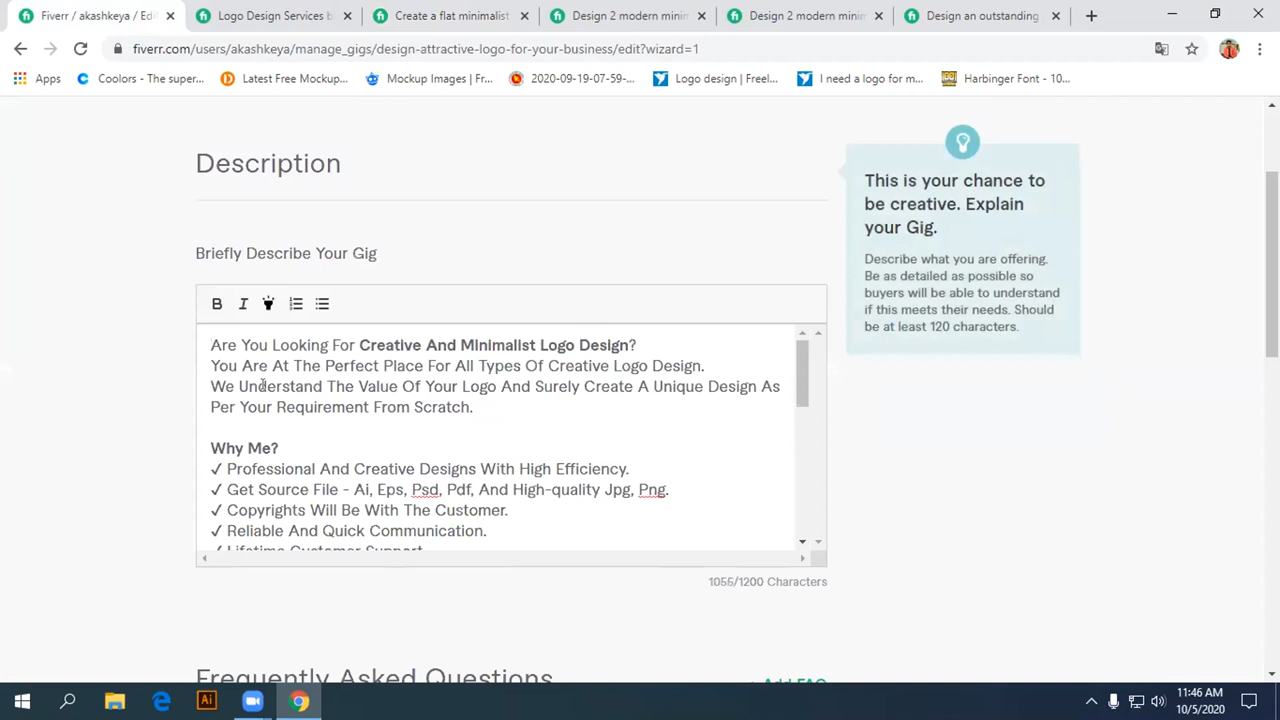 Fiverr / akashkeya / Edi
Logo Design Services b
Create a flat minimalist
Design 2 modern minim
Design 2 modern minim
Design an outstanding
fiverr.com/users/akashkeya/manage_gigs/design-attractive-logo-for-your-business/edit?wizard=1
Apps
Coolors - The super...
Latest Free Mockup...
Mockup Images | Fr...
2020-09-19-07-59-...
Logo design | Freel...
I need a logo for m...
Harbinger Font - 10...
Description
Briefly Describe Your Gig
B I
Are You Looking For Creative And Minimalist Logo Design?
You Are At The Perfect Place For All Types Of Creative Logo Design.
We Understand The Value Of Your Logo And Surely Create A Unique Design As
Per Your Requirement From Scratch.
Why Me?
✓ Professional And Creative Designs With High Efficiency.
✓ Get Source File - Ai, Eps, Psd, Pdf, And High-quality Jpg, Png.
✓ Copyrights Will Be With The Customer.
✓ Reliable And Quick Communication.
✓ Lifetime Customer Support
1055/1200 Characters
This is your chance to
be creative. Explain
your Gig.
Describe what you are offering.
Be as detailed as possible so
buyers will be able to understand
if this meets their needs. Should
be at least 120 characters.
Frequently Asked Questions
+ Add FAQ
Ai
11:46 AM
10/5/2020